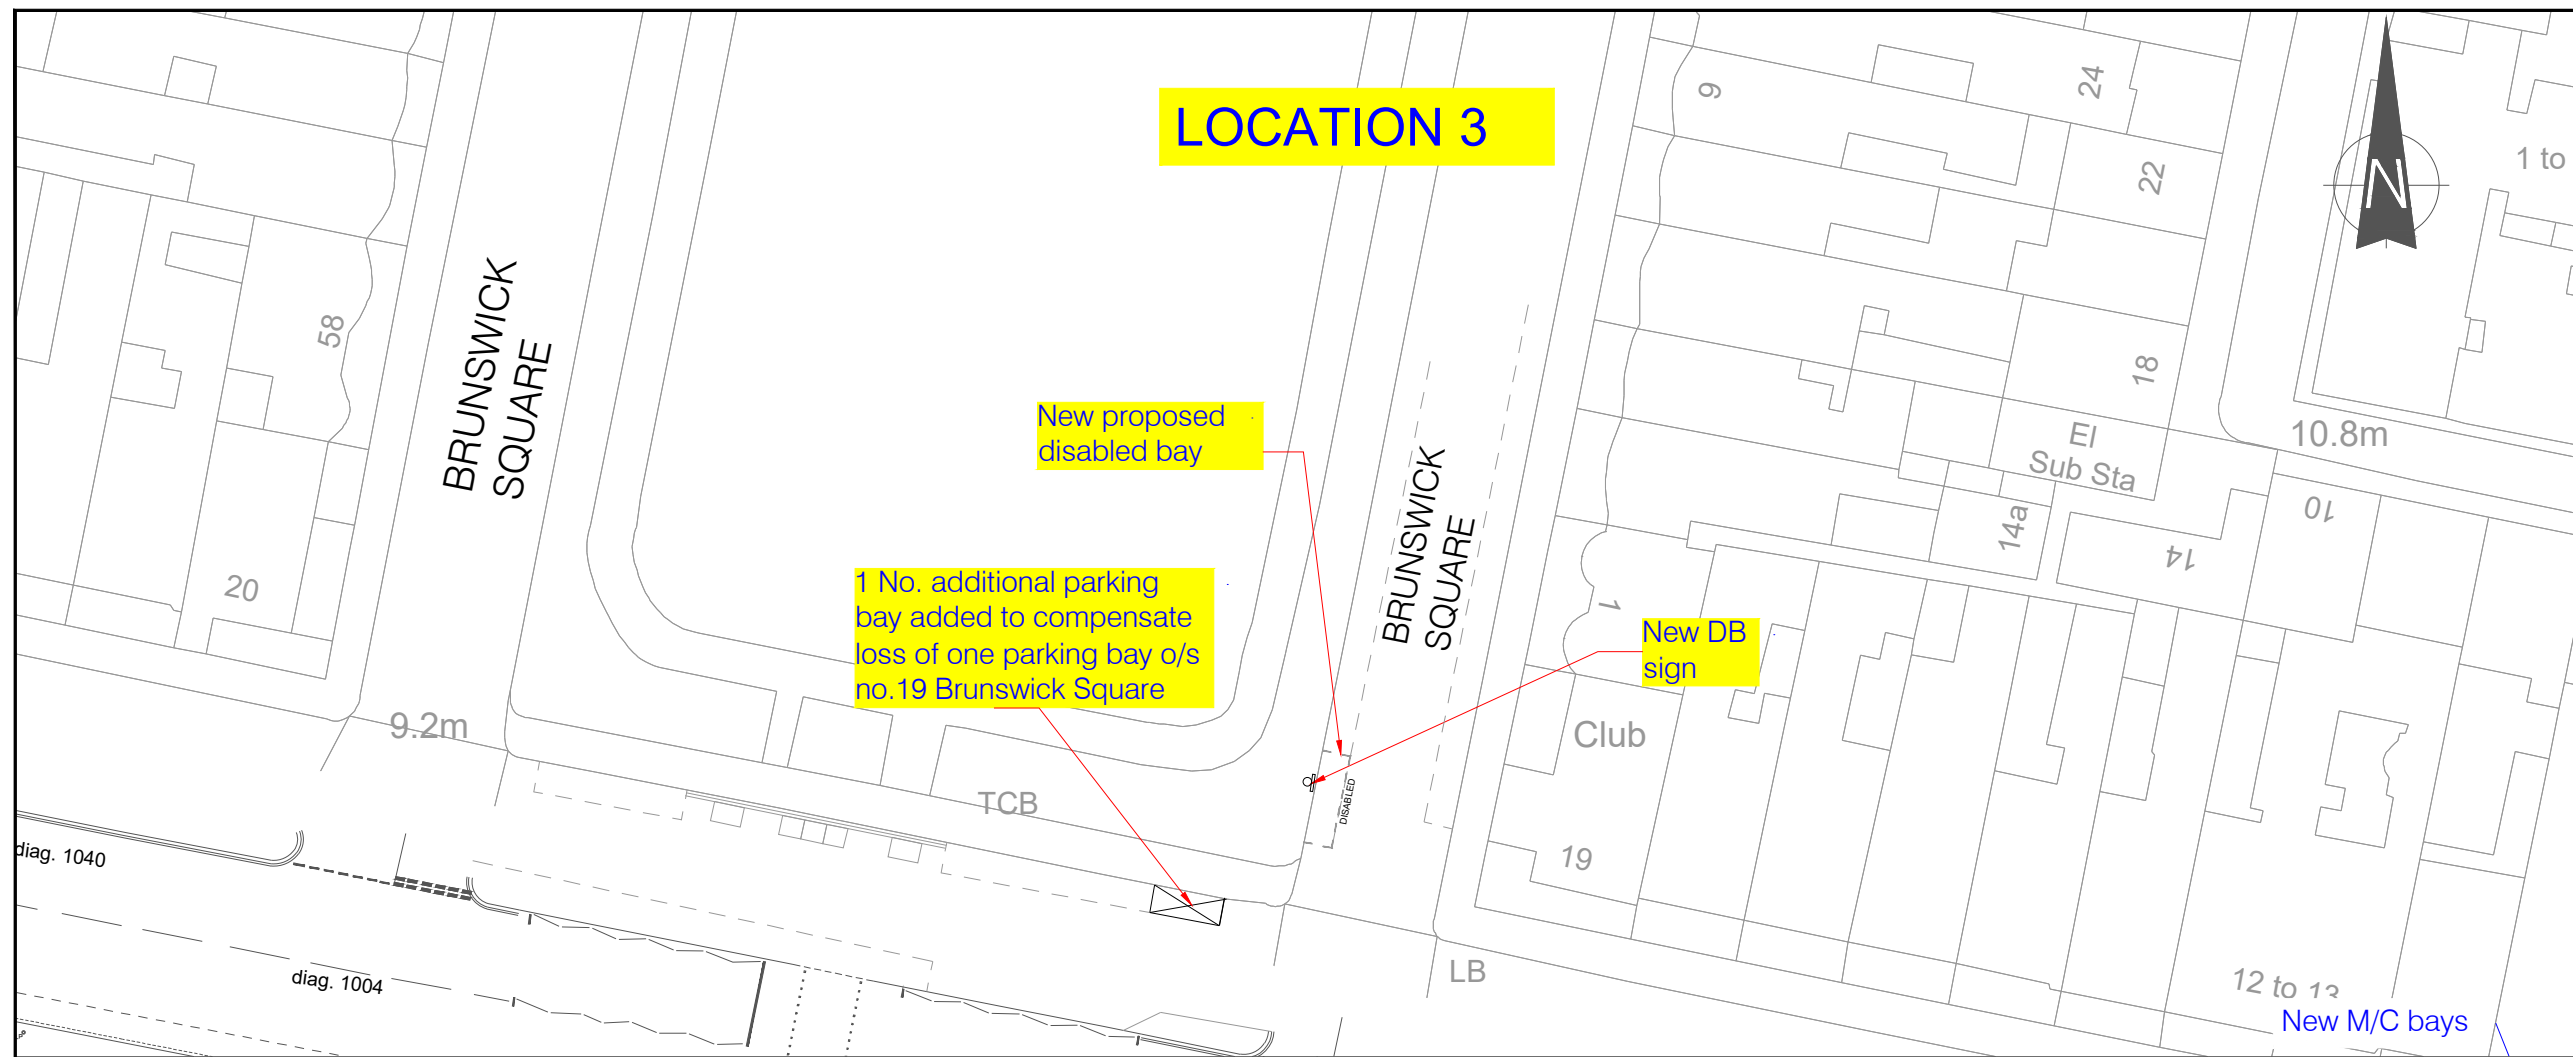 LOCATION 3
N
9
24
22
1 to
58
BRUNSWICK
SQUARE
18
New proposed
disabled bay
El
Sub Sta
10.8m
BRUNSWICK
SQUARE
10
14a
14
20
1 No. additional parking
bay added to compensate
loss of one parking bay o/s
no.19 Brunswick Square
1
New DB
sign
9.2m
Club
TCB
DISABLED
19
diag. 1040
LB
diag. 1004
12 to 13
New M/C bays